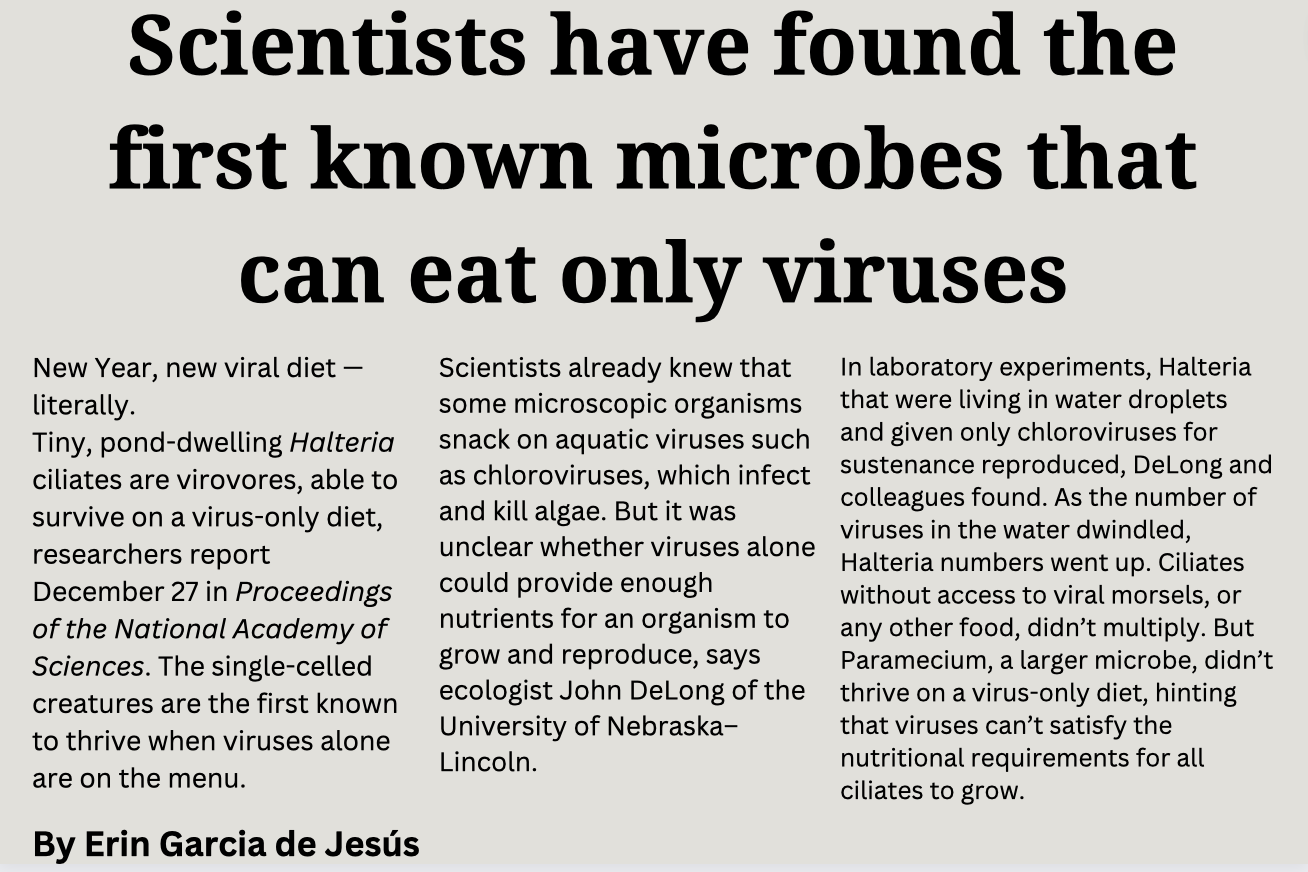 Scientists have found the
first known microbes that
can eat only viruses
New Year, new viral diet —
literally.
Tiny, pond-dwelling Halteria
ciliates are virovores, able to
survive on a virus-only diet,
researchers report
December 27 in Proceedings
of the National Academy of
Sciences. The single-celled
creatures are the first known
to thrive when viruses alone
are on the menu.
Scientists already knew that
some microscopic organisms
snack on aquatic viruses such
as chloroviruses, which infect
and kill algae. But it was
unclear whether viruses alone
could provide enough
nutrients for an organism to
grow and reproduce, says
ecologist John DeLong of the
University of Nebraska–
Lincoln.
In laboratory experiments, Halteria
that were living in water droplets
and given only chloroviruses for
sustenance reproduced, DeLong and
colleagues found. As the number of
viruses in the water dwindled,
Halteria numbers went up. Ciliates
without access to viral morsels, or
any other food, didn’t multiply. But
Paramecium, a larger microbe, didn’t
thrive on a virus-only diet, hinting
that viruses can’t satisfy the
nutritional requirements for all
ciliates to grow.
By Erin Garcia de Jesús